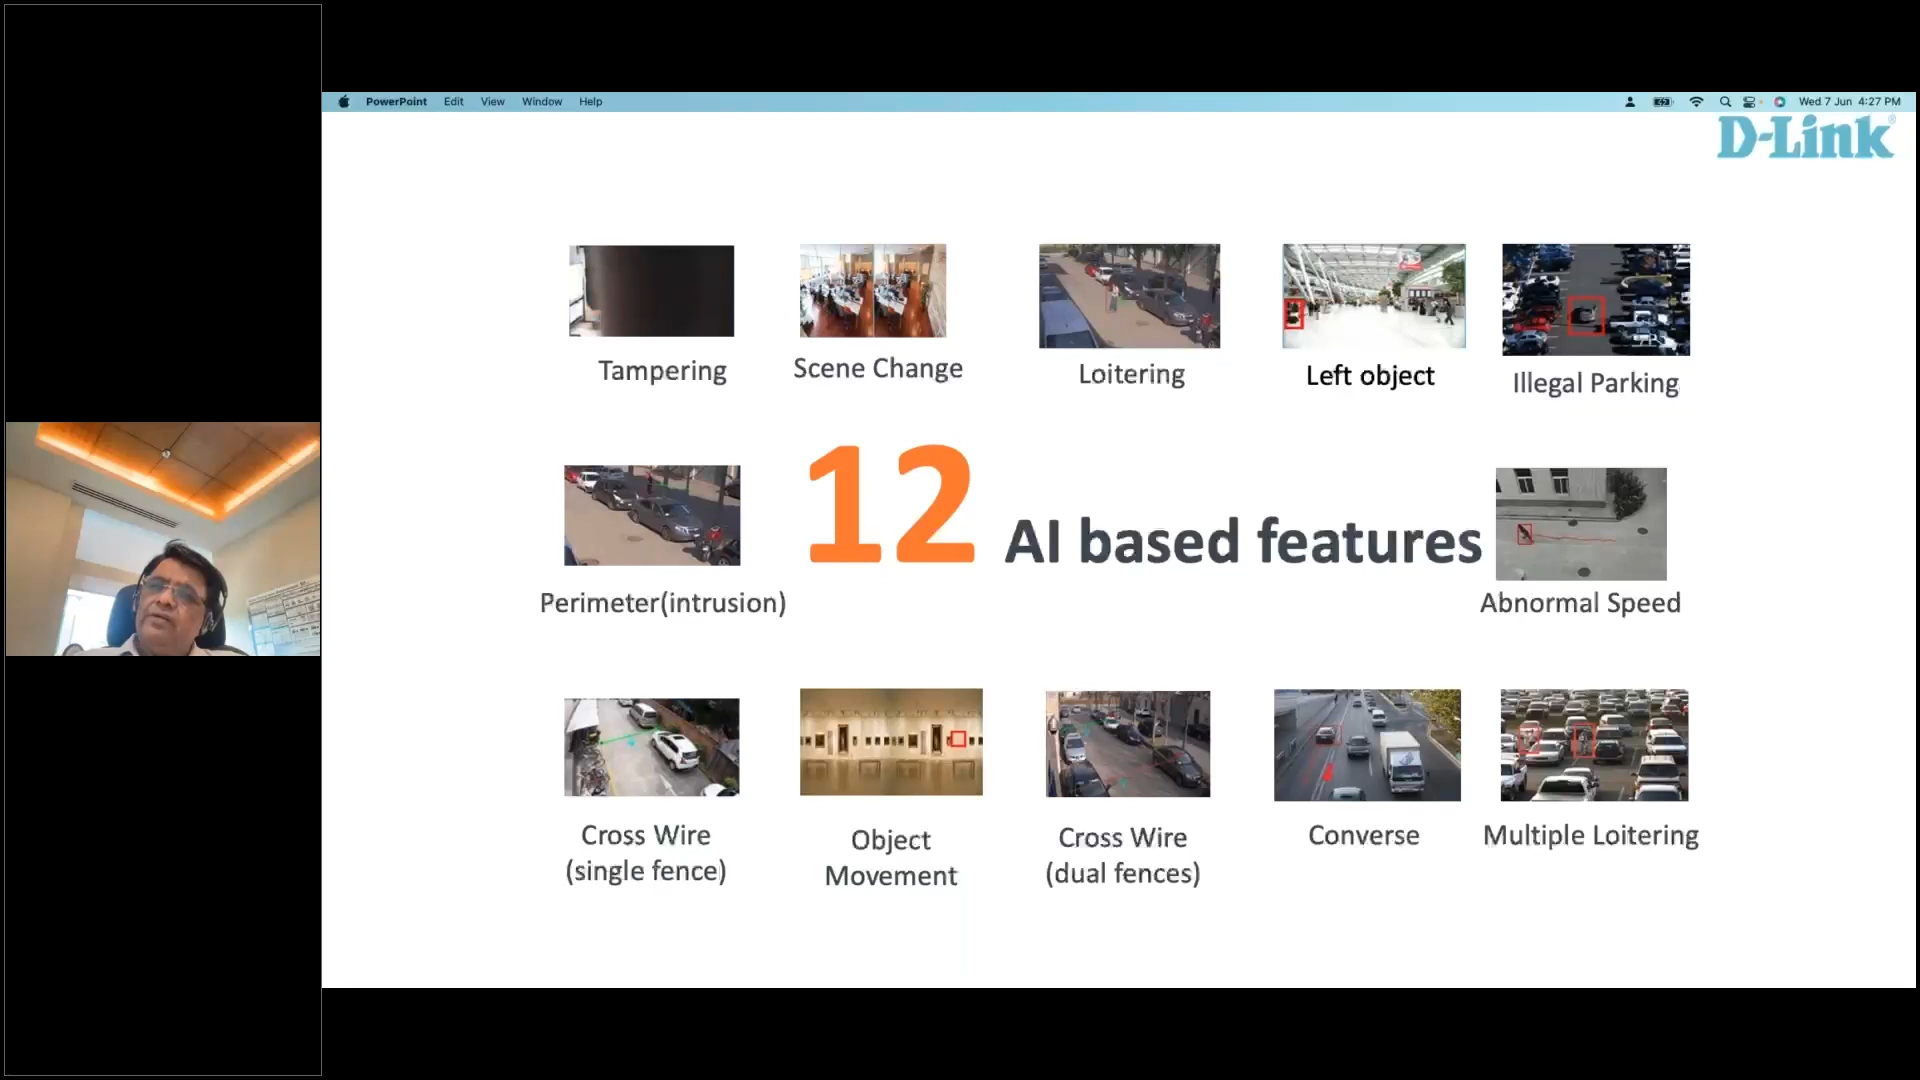 PowerPoint Edit View Window Help
62 Wed 7 Jun 4:27 PM
D-Link®
Tampering
Scene Change
Loitering
Left object
Illegal Parking
12 AI based features
Perimeter(intrusion)
Abnormal Speed
Cross Wire
(single fence)
Object
Movement
Cross Wire
(dual fences)
Converse
Multiple Loitering